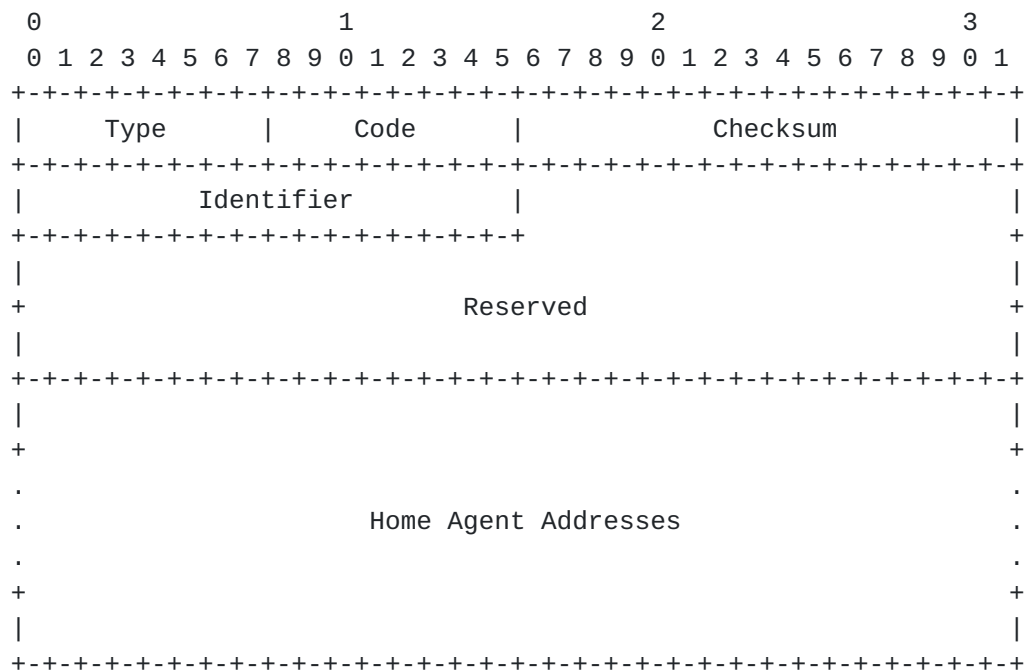 0                   1                   2                   3
 0 1 2 3 4 5 6 7 8 9 0 1 2 3 4 5 6 7 8 9 0 1 2 3 4 5 6 7 8 9 0 1
+-+-+-+-+-+-+-+-+-+-+-+-+-+-+-+-+-+-+-+-+-+-+-+-+-+-+-+-+-+-+-+-+
|     Type      |     Code      |            Checksum           |
+-+-+-+-+-+-+-+-+-+-+-+-+-+-+-+-+-+-+-+-+-+-+-+-+-+-+-+-+-+-+-+-+
|           Identifier          |                               |
+-+-+-+-+-+-+-+-+-+-+-+-+-+-+-+-+                               +
|                                                               |
+                            Reserved                           +
|                                                               |
+-+-+-+-+-+-+-+-+-+-+-+-+-+-+-+-+-+-+-+-+-+-+-+-+-+-+-+-+-+-+-+-+
|                                                               |
+                                                               +
.                                                               .
.                      Home Agent Addresses                     .
.                                                               .
+                                                               +
|                                                               |
+-+-+-+-+-+-+-+-+-+-+-+-+-+-+-+-+-+-+-+-+-+-+-+-+-+-+-+-+-+-+-+-+